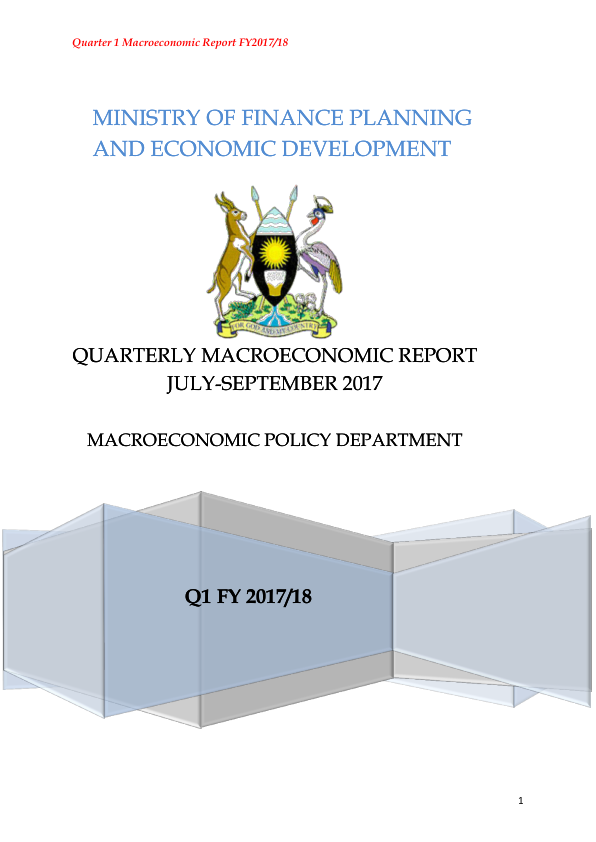 Quarter 1 Macroeconomic Report FY2017/18
MINISTRY OF FINANCE PLANNING
AND ECONOMIC DEVELOPMENT
FOR GOD AND MY COUNTRY
QUARTERLY MACROECONOMIC REPORT
JULY-SEPTEMBER 2017
MACROECONOMIC POLICY DEPARTMENT
Q1 FY 2017/18
1